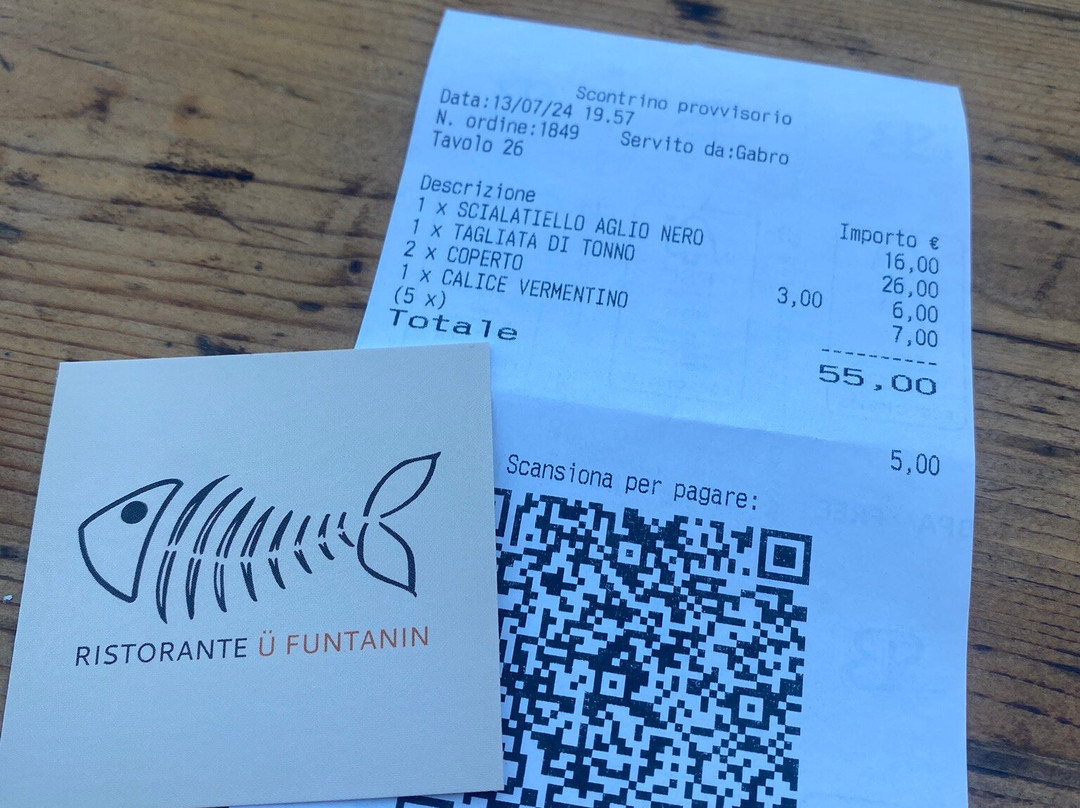 Scontrino provvisorio
Data:13/07/24 19.57
N. ordine:1849 Servito da:Gabro
Tavolo 26
Descrizione Importo €
1 x SCIALATIELLO AGLIO NERO 16,00
1 x TAGLIATA DI TONNO 26,00
2 x COPERTO 3,00 6,00
1 x CALICE VERMENTINO 7,00
(5 x)
Totale 55,00
5,00
Scansiona per pagare:
RISTORANTE Ü FUNTANIN